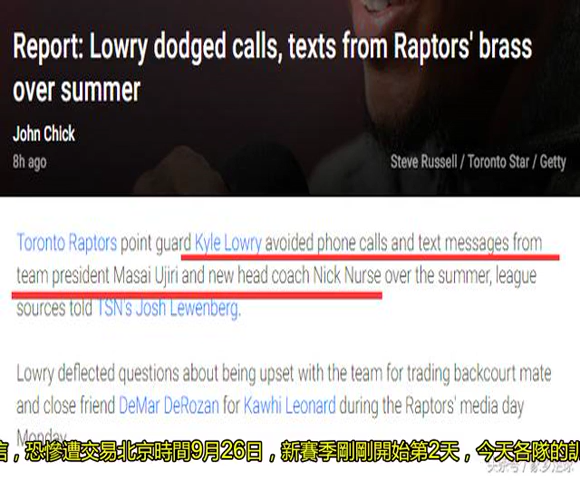 Report: Lowry dodged calls, texts from Raptors' brass
over summer
John Chick
8h ago
Steve Russell / Toronto Star / Getty
Toronto Raptors point guard Kyle Lowry avoided phone calls and text messages from
team president Masai Ujiri and new head coach Nick Nurse over the summer, league
sources told TSN's Josh Lewenberg.
Lowry deflected questions about being upset with the team for trading backcourt mate
and close friend DeMar DeRozan for Kawhi Leonard during the Raptors' media day
Monday.
信，恐慘遭交易北京時間9月26日，新賽季剛剛開始第2天，今天各隊的訓